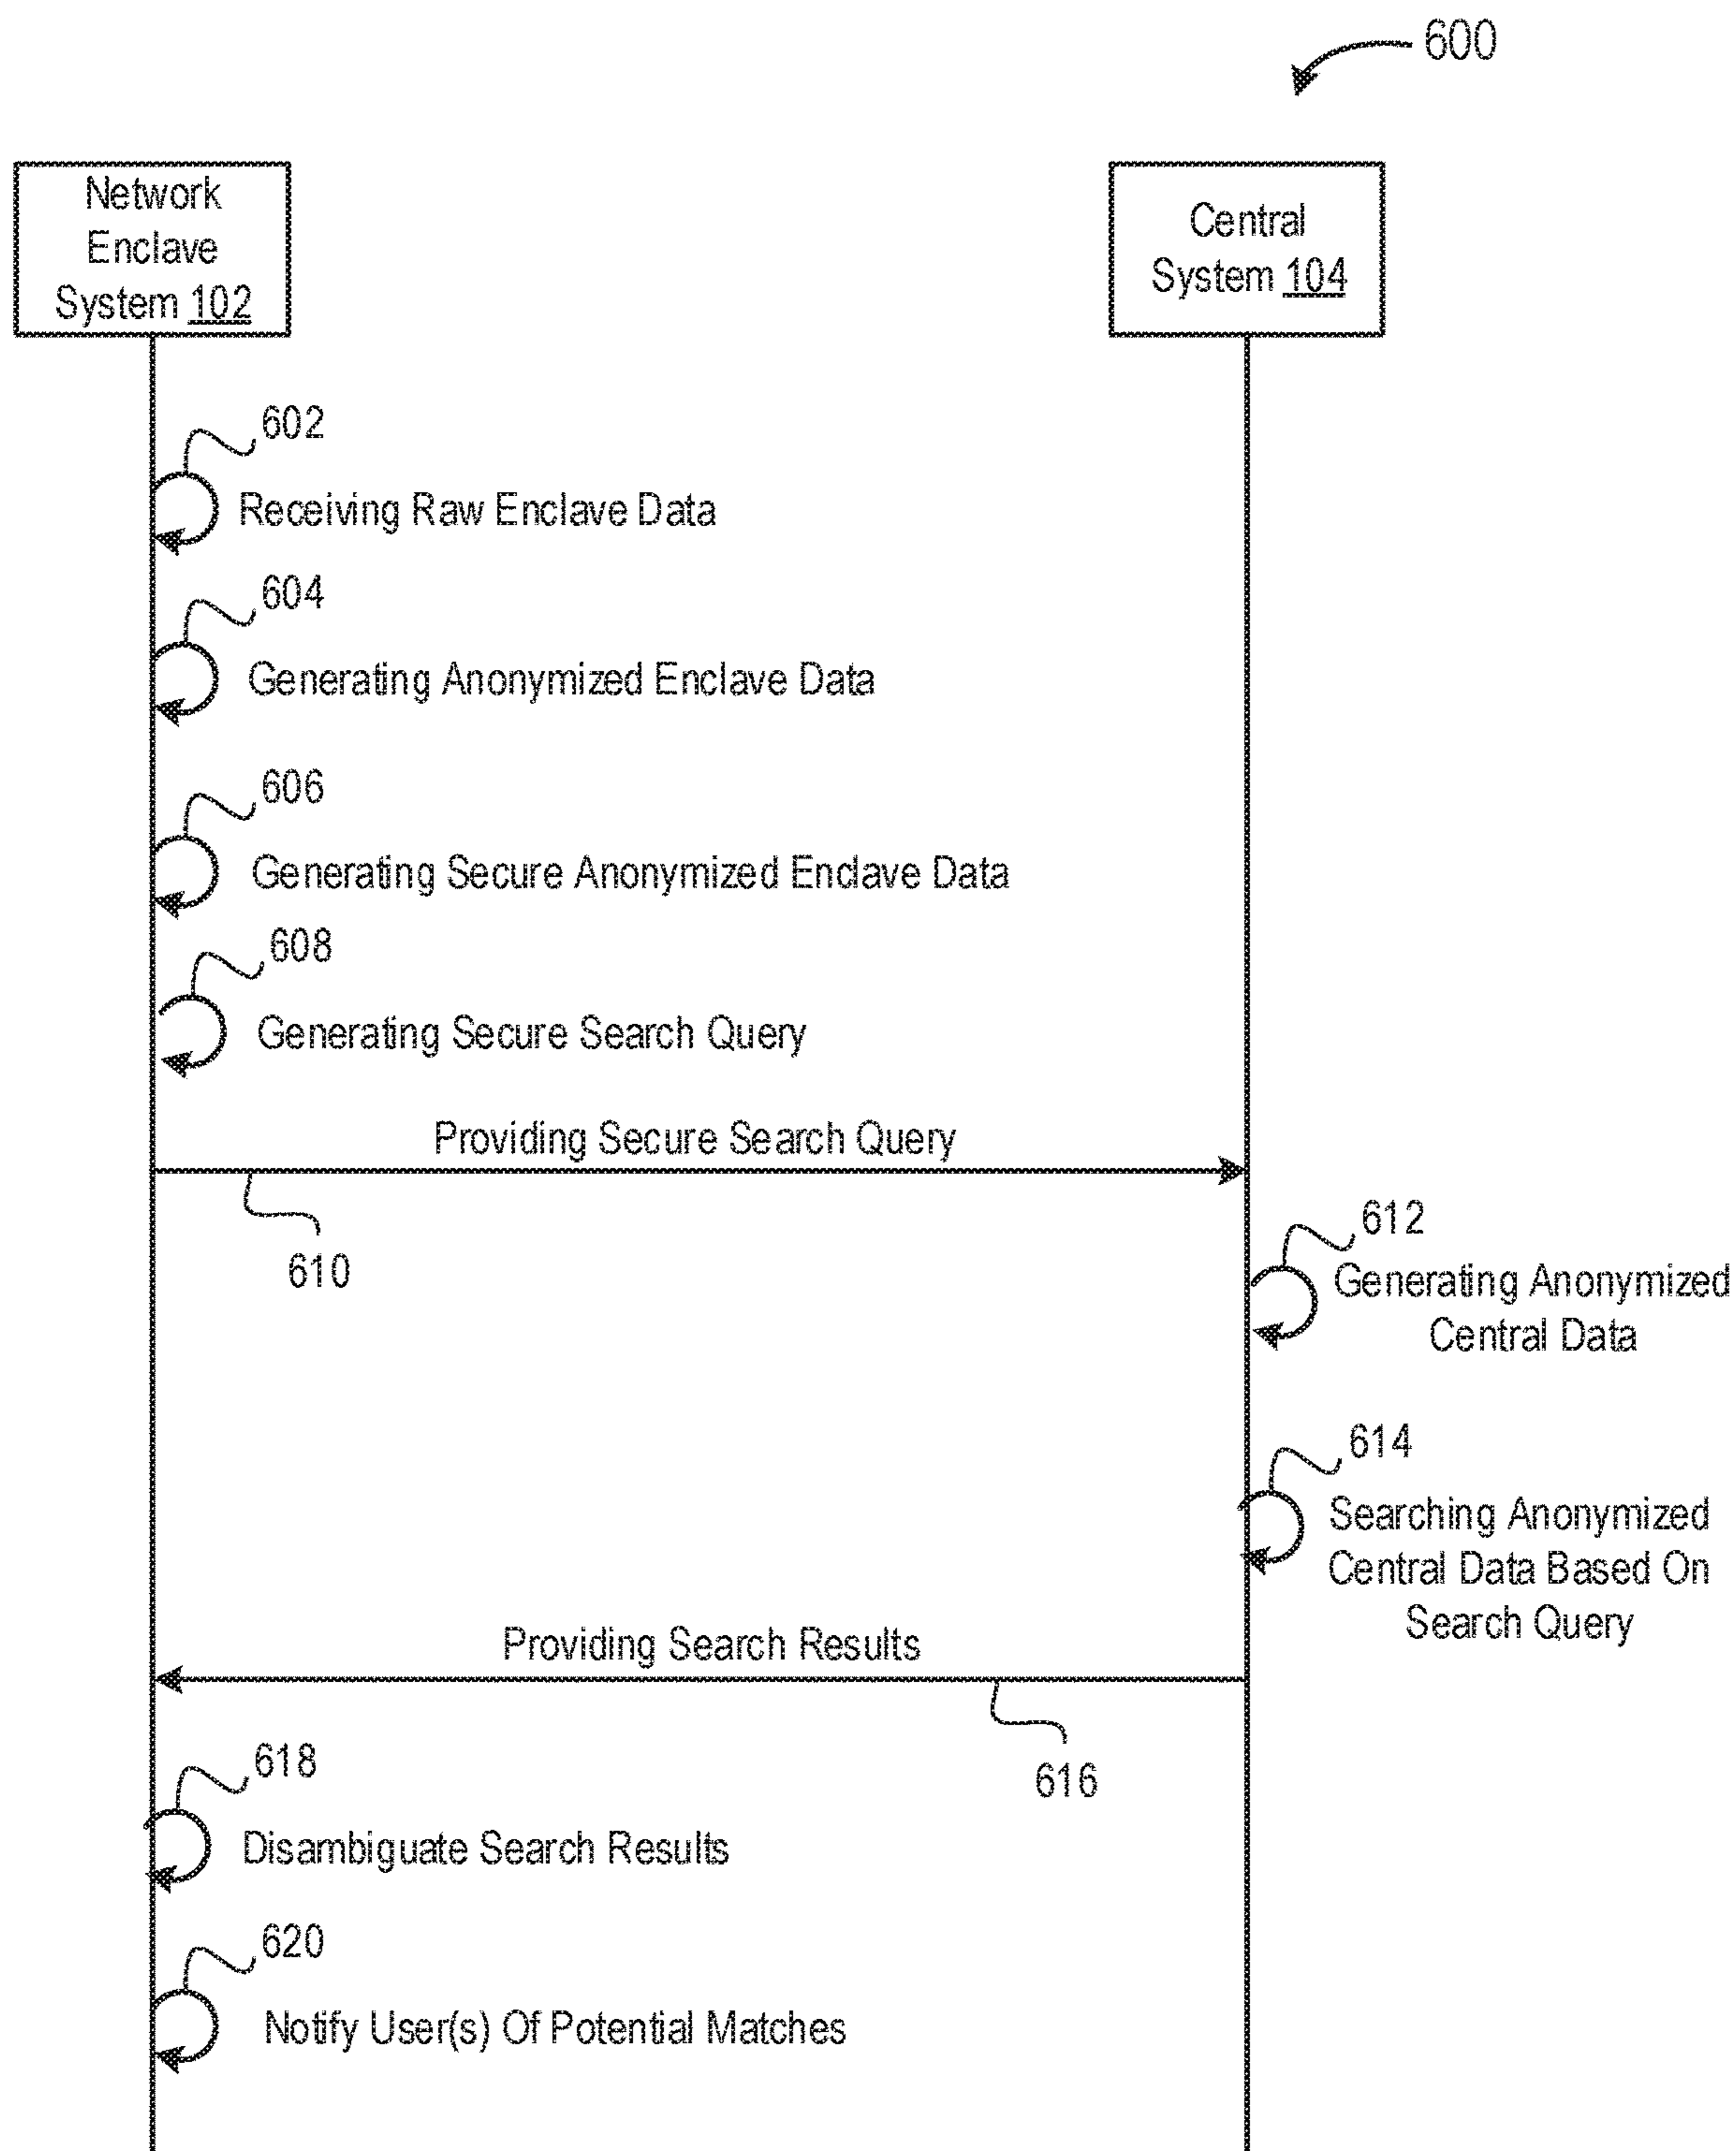 600
Network
Enclave
System 102
Central
System 104
602
Receiving Raw Enclave Data
604
Generating Anonymized Enclave Data
606
Generating Secure Anonymized Enclave Data
608
Generating Secure Search Query
Providing Secure Search Query
610
612
Generating Anonymized
Central Data
614
Searching Anonymized
Central Data Based On
Search Query
Providing Search Results
616
618
Disambiguate Search Results
620
Notify User(s) Of Potential Matches